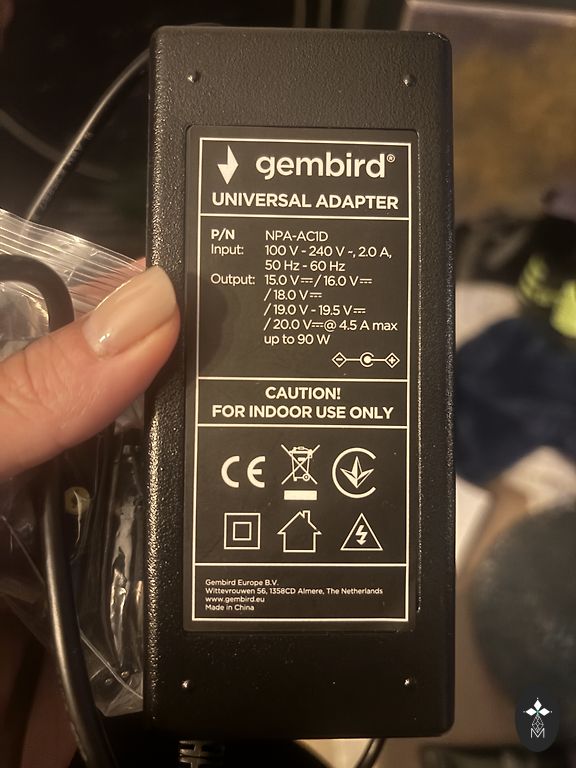 gembird®
UNIVERSAL ADAPTER
P/N NPA-AC1D
Input: 100 V - 240 V ~, 2.0 A,
50 Hz - 60 Hz
Output: 15.0 V⎓ / 16.0 V⎓
/ 18.0 V⎓
/ 19.0 V - 19.5 V⎓
/ 20.0 V⎓@ 4.5 A max
up to 90 W
CAUTION!
FOR INDOOR USE ONLY
CE
Gembird Europe B.V.
Wittevrouwen 56, 1358CD Almere, The Netherlands
www.gembird.eu
Made in China
M